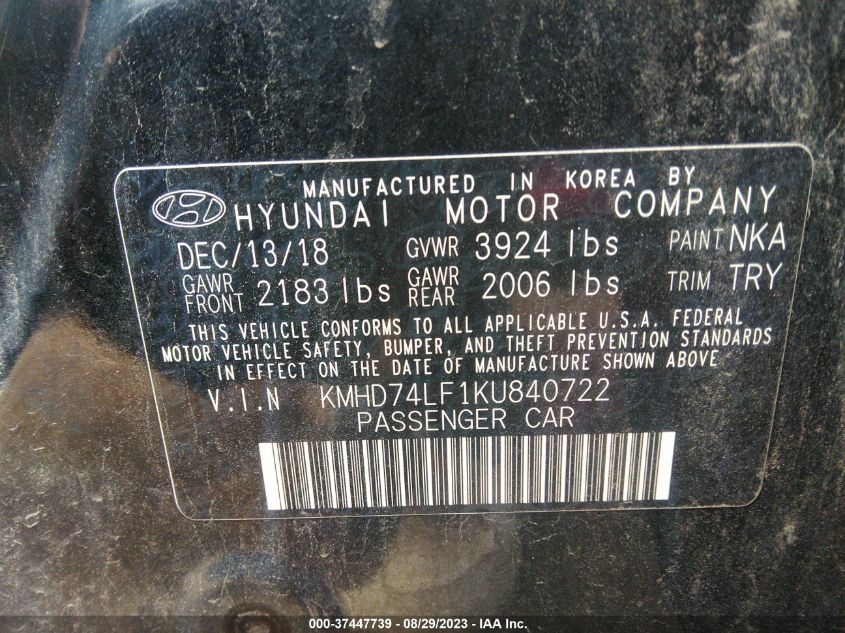 MANUFACTURED IN KOREA BY
HYUNDAI MOTOR COMPANY
DEC/13/18 GVWR 3924 lbs PAINT NKA
GAWR FRONT 2183 lbs GAWR REAR 2006 lbs TRIM TRY
THIS VEHICLE CONFORMS TO ALL APPLICABLE U.S.A. FEDERAL
MOTOR VEHICLE SAFETY, BUMPER, AND THEFT PREVENTION STANDARDS
IN EFFECT ON THE DATE OF MANUFACTURE SHOWN ABOVE
V.I.N KMHD74LF1KU840722
PASSENGER CAR
000-37447739 - 08/29/2023 - IAA Inc.